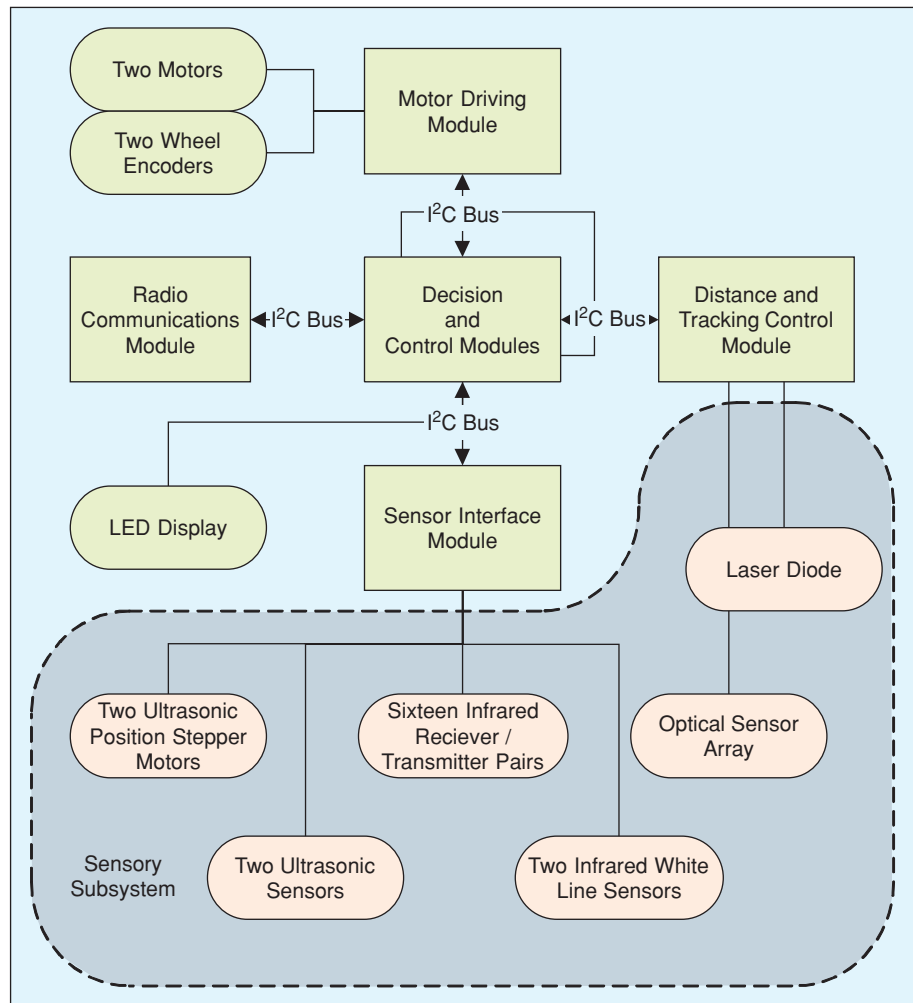 Two Motors
Two Wheel
Encoders
Motor Driving
Module
I²C Bus
Radio
Communications
Module
I²C Bus
Decision
and
Control Modules
I²C Bus
Distance and
Tracking Control
Module
I²C Bus
LED Display
Sensor Interface
Module
Laser Diode
Two Ultrasonic
Position Stepper
Motors
Sixteen Infrared
Reciever /
Transmitter Pairs
Optical Sensor
Array
Sensory
Subsystem
Two Ultrasonic
Sensors
Two Infrared White
Line Sensors